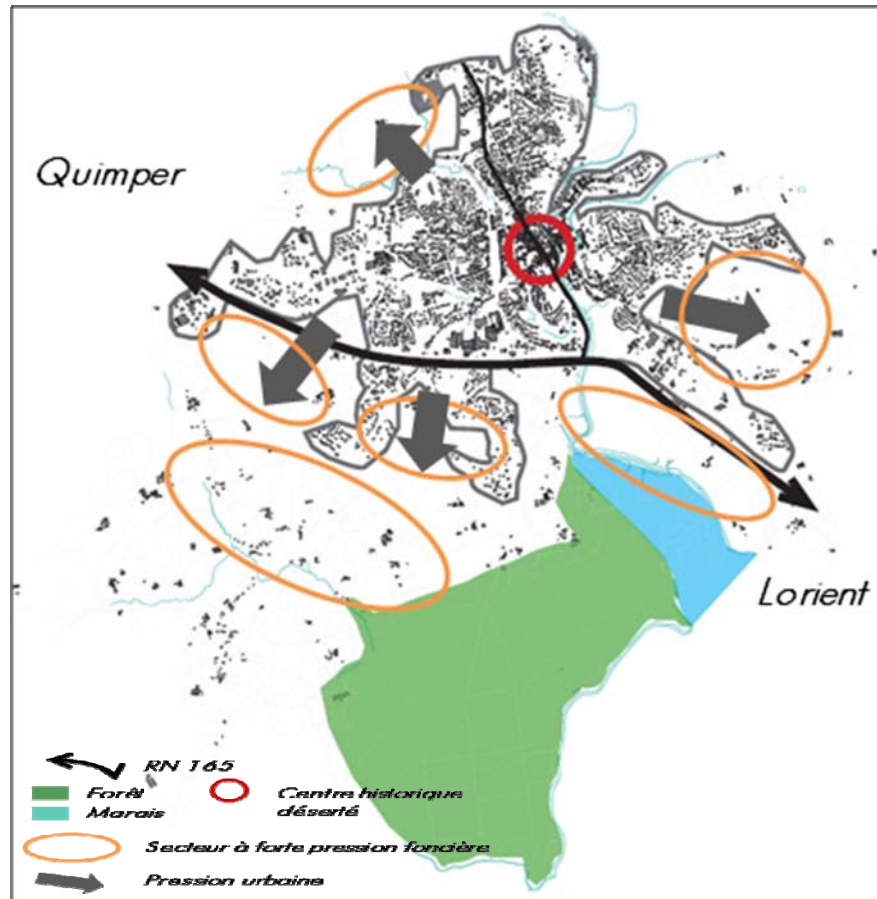 Quimper
Lorient
RN 165
Forêt
Marais
Centre historique
déserté
Secteur à forte pression foncière
Pression urbaine